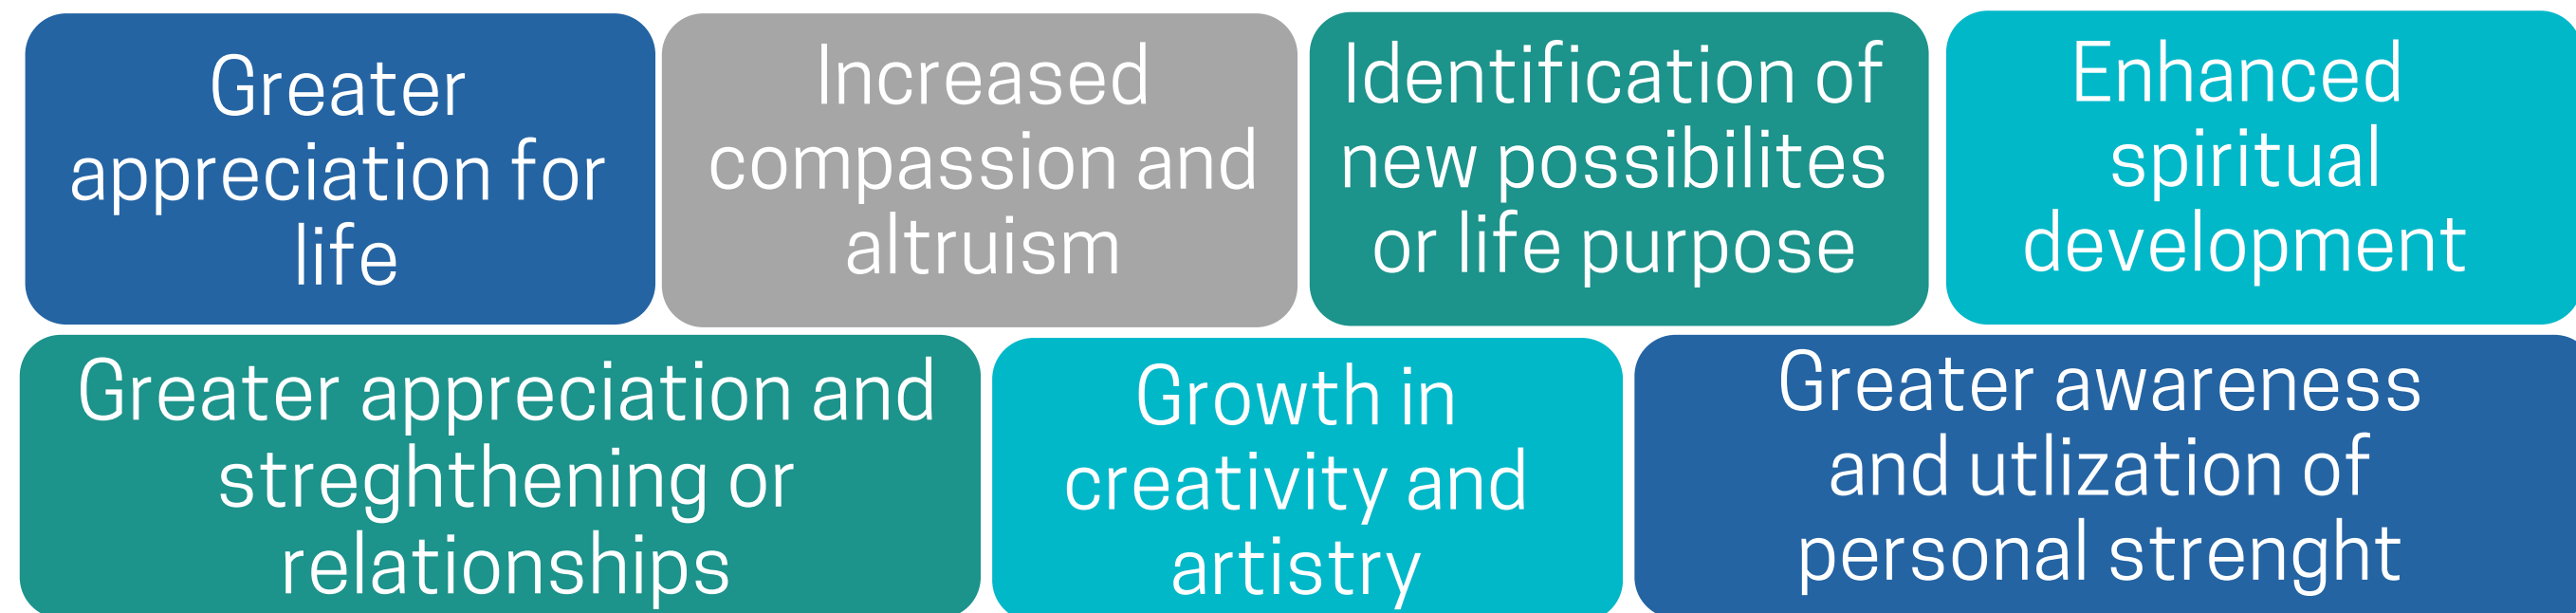 Greater
appreciation for
life
Increased
compassion and
altruism
Identification of
new possibilites
or life purpose
Enhanced
spiritual
development
Greater appreciation and
streghthening or
relationships
Growth in
creativity and
artistry
Greater awareness
and utlization of
personal strenght